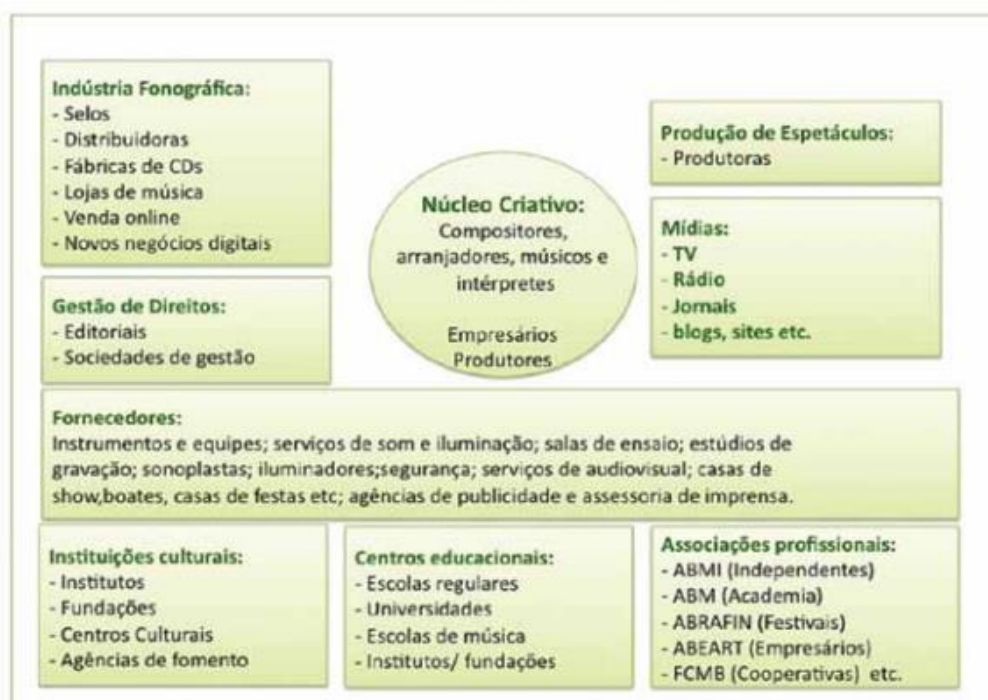 Indústria Fonográfica:
- Selos
- Distribuidoras
- Fábricas de CDs
- Lojas de música
- Venda online
- Novos negócios digitais
Gestão de Direitos:
- Editoriais
- Sociedades de gestão
Núcleo Criativo:
Compositores,
arranjadores, músicos e
intérpretes
Empresários
Produtores
Produção de Espetáculos:
- Produtoras
Mídias:
- TV
- Rádio
- Jornais
- blogs, sites etc.
Fornecedores:
Instrumentos e equipes; serviços de som e iluminação; salas de ensaio; estúdios de
gravação; sonoplastas; iluminadores;segurança; serviços de audiovisual; casas de
show,boates, casas de festas etc; agências de publicidade e assessoria de imprensa.
Instituições culturais:
- Institutos
- Fundações
- Centros Culturais
- Agências de fomento
Centros educacionais:
- Escolas regulares
- Universidades
- Escolas de música
- Institutos/ fundações
Associações profissionais:
- ABMI (Independentes)
- ABM (Academia)
- ABRAFIN (Festivais)
- ABEART (Empresários)
- FCMB (Cooperativas) etc.